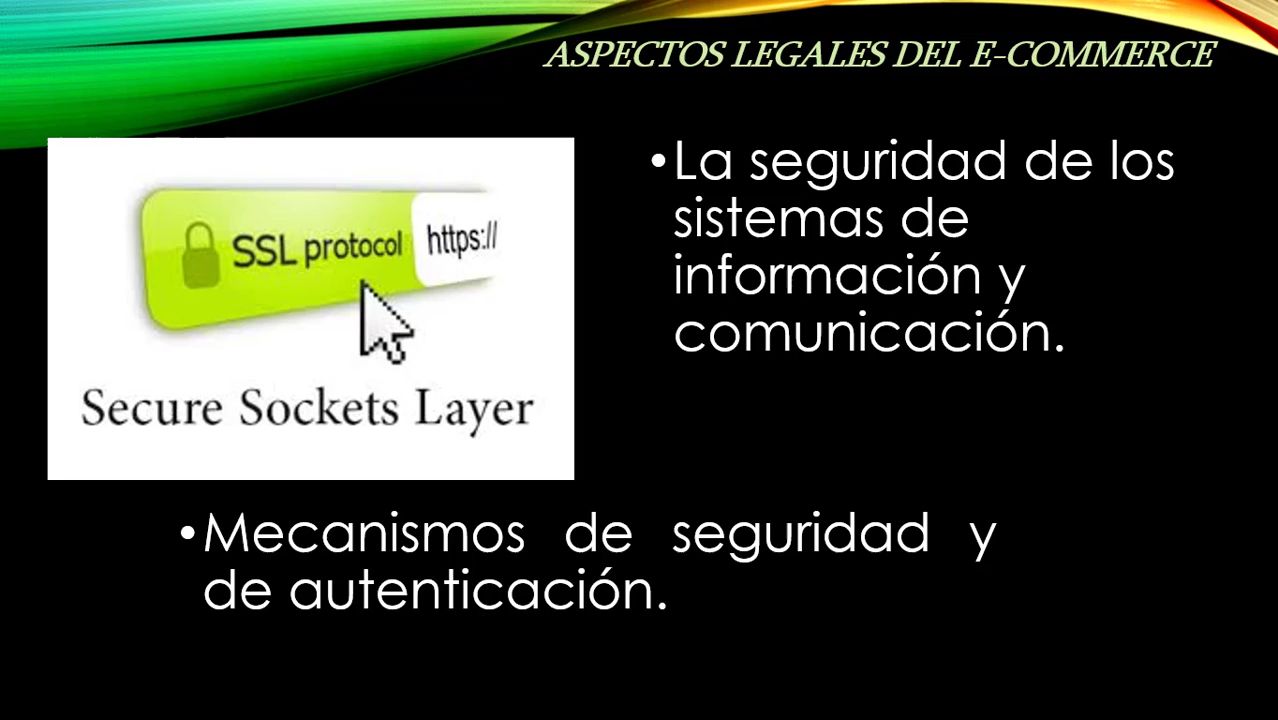 ASPECTOS LEGALES DEL E-COMMERCE
SSL protocol https://
Secure Sockets Layer
•La seguridad de los
sistemas de
información y
comunicación.
•Mecanismos de seguridad y
de autenticación.